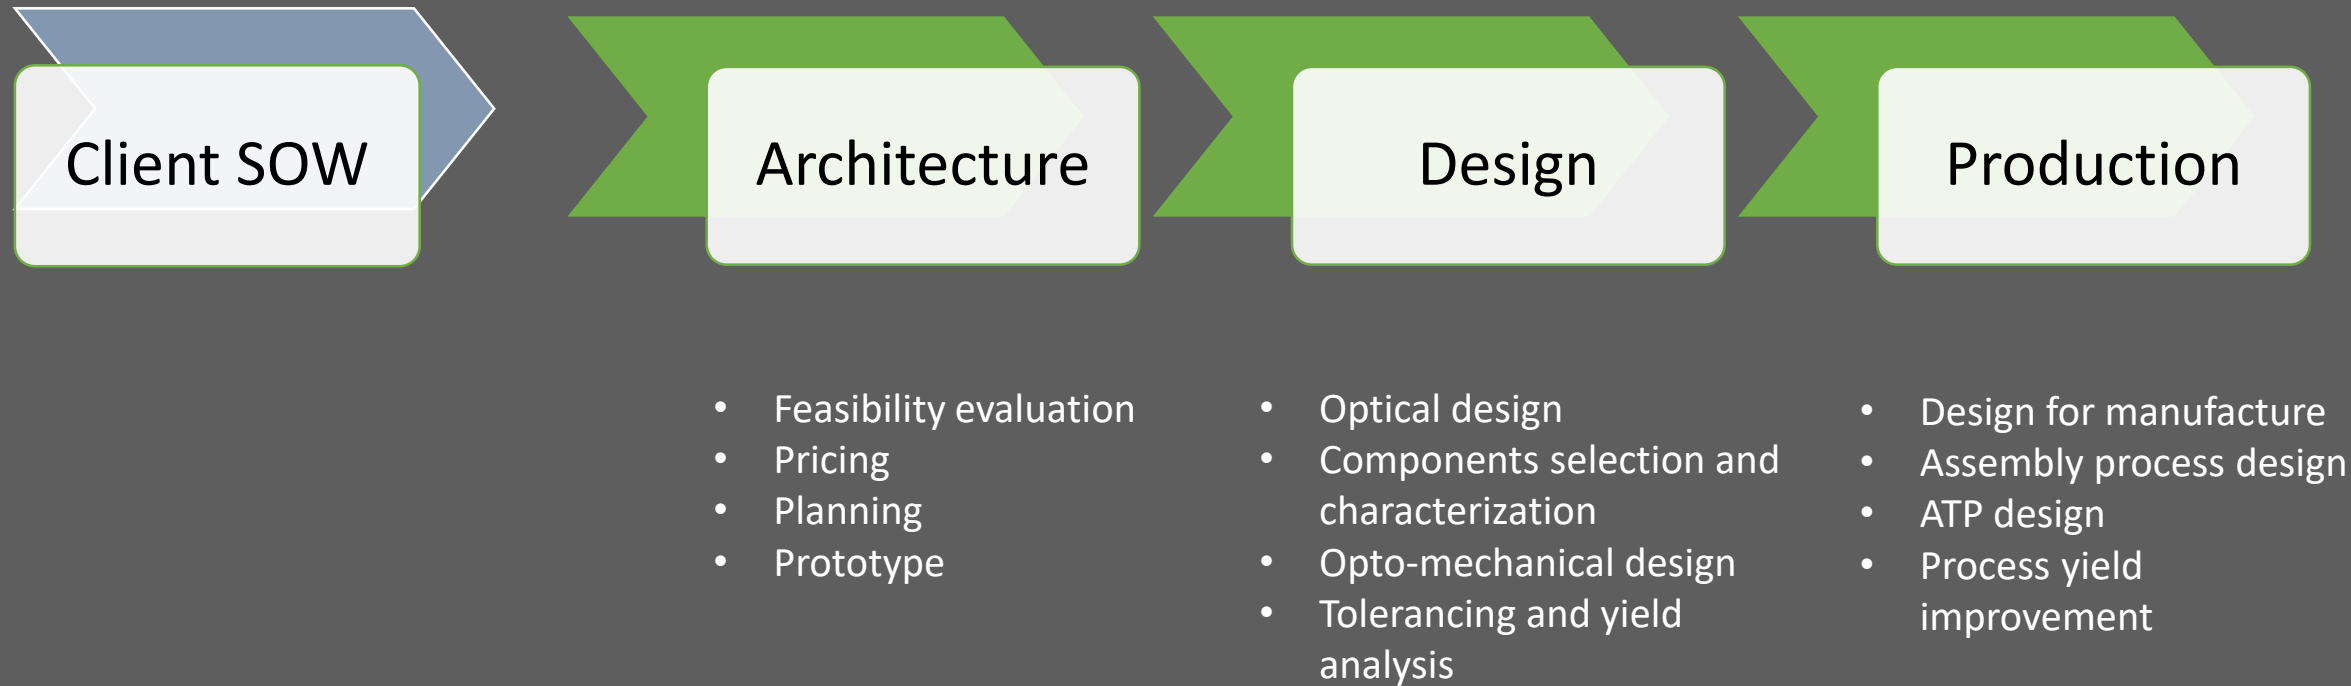 Client SOW
Architecture
Design
Production
• Feasibility evaluation
• Pricing
• Planning
• Prototype
• Optical design
• Components selection and
characterization
• Opto-mechanical design
• Tolerancing and yield
analysis
• Design for manufacture
• Assembly process design
• ATP design
• Process yield
improvement